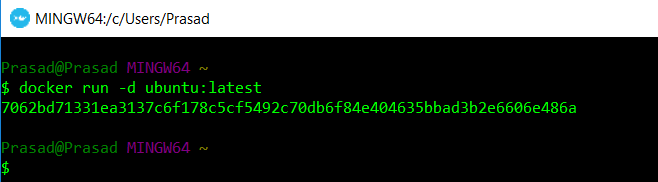 MINGW64:/c/Users/Prasad
Prasad@Prasad MINGW64 ~
$ docker run -d ubuntu:latest
7062bd71331ea3137c6f178c5cf5492c70db6f84e404635bbad3b2e6606e486a
Prasad@Prasad MINGW64 ~
$